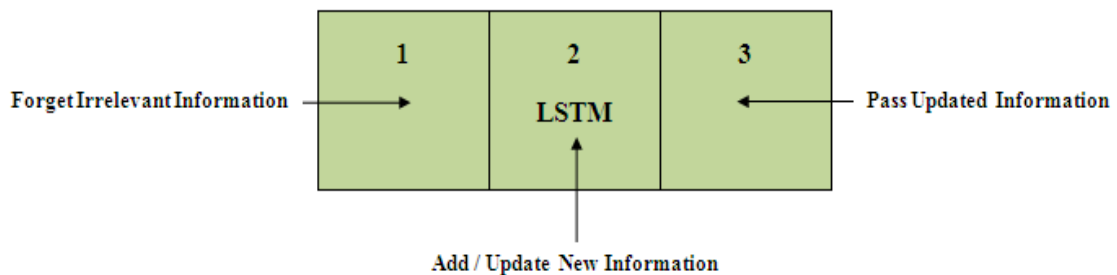 1
2
3
Forget Irrelevant Information
LSTM
Pass Updated Information
Add / Update New Information